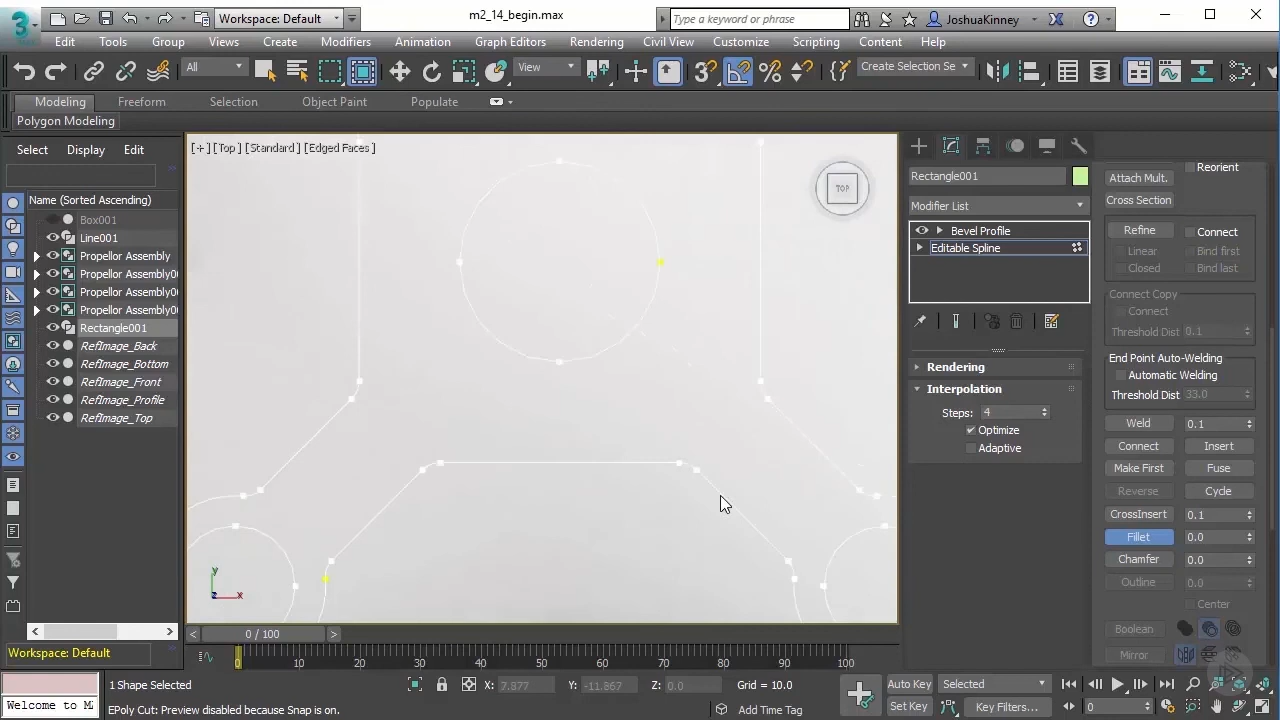 3
Workspace: Default
m2_14_begin.max
Type a keyword or phrase
JoshuaKinney
Edit Tools Group Views Create Modifiers Animation Graph Editors Rendering Civil View Customize Scripting Content Help
All
View
3
Create Selection Se
Modeling Freeform Selection Object Paint Populate
Polygon Modeling
Select Display Edit
Name (Sorted Ascending)
Box001
Line001
Propellor Assembly
Propellor Assembly0
Propellor Assembly0
Propellor Assembly0
Rectangle001
RefImage_Back
RefImage_Bottom
RefImage_Front
RefImage_Profile
RefImage_Top
Workspace: Default
[+] [Top] [Standard] [Edged Faces]
TOP
y
z x
Rectangle001
Modifier List
Bevel Profile
Editable Spline
Rendering
Interpolation
Steps: 4
Optimize
Adaptive
Reorient
Attach Mult.
Cross Section
Refine Connect
Linear Bind first
Closed Bind last
Connect Copy
Connect
Threshold Dist 0.1
End Point Auto-Welding
Automatic Welding
Threshold Dist 33.0
Weld 0.1
Connect Insert
Make First Fuse
Reverse Cycle
CrossInsert 0.1
Fillet 0.0
Chamfer 0.0
Outline 0.0
Center
Boolean
Mirror
< 0 / 100 >
0 10 20 30 40 50 60 70 80 90 100
Welcome to M
1 Shape Selected
X: 7.877 Y: -11.867 Z: 0.0 Grid = 10.0
EPoly Cut: Preview disabled because Snap is on.
Add Time Tag
Auto Key Selected
Set Key Key Filters...
0